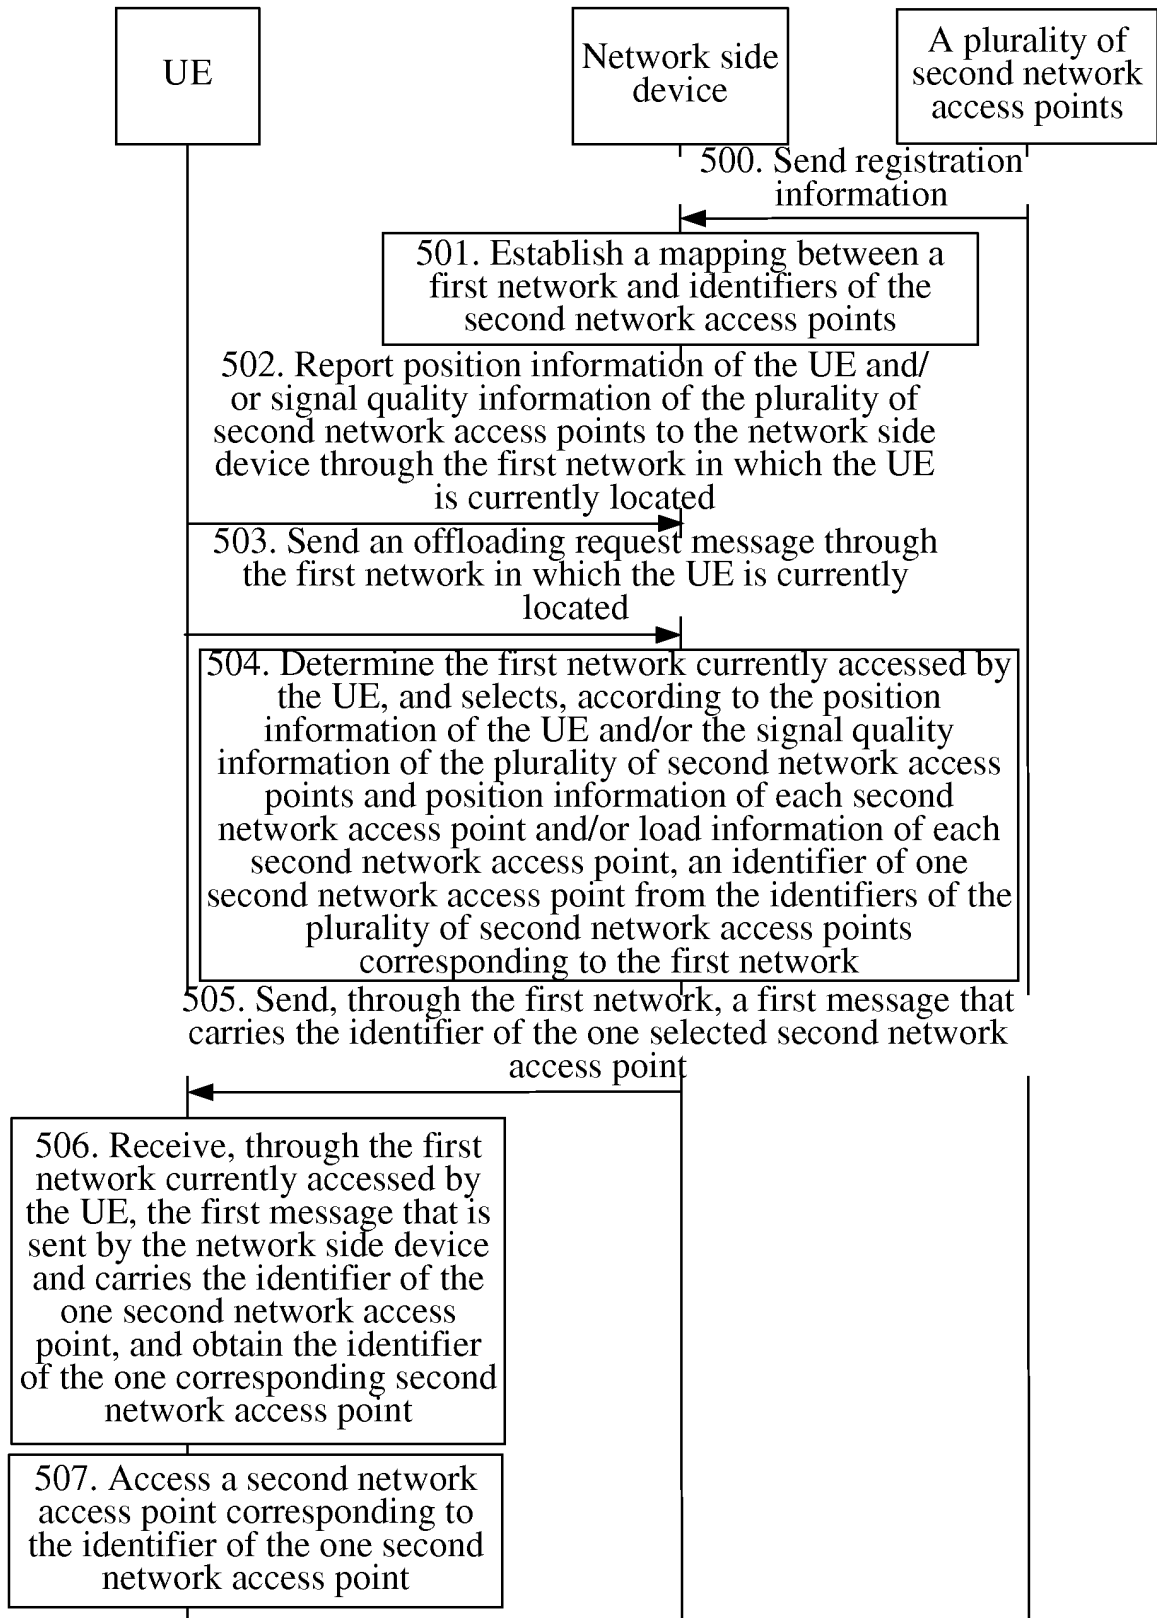 UE
Network side
device
A plurality of
second network
access points
500. Send registration
information
501. Establish a mapping between a
first network and identifiers of the
second network access points
502. Report position information of the UE and/
or signal quality information of the plurality of
second network access points to the network side
device through the first network in which the UE
is currently located
503. Send an offloading request message through
the first network in which the UE is currently
located
504. Determine the first network currently accessed by
the UE, and selects, according to the position
information of the UE and/or the signal quality
information of the plurality of second network access
points and position information of each second
network access point and/or load information of each
second network access point, an identifier of one
second network access point from the identifiers of the
plurality of second network access points
corresponding to the first network
505. Send, through the first network, a first message that
carries the identifier of the one selected second network
access point
506. Receive, through the first
network currently accessed by
the UE, the first message that is
sent by the network side device
and carries the identifier of the
one second network access
point, and obtain the identifier
of the one corresponding second
network access point
507. Access a second network
access point corresponding to
the identifier of the one second
network access point